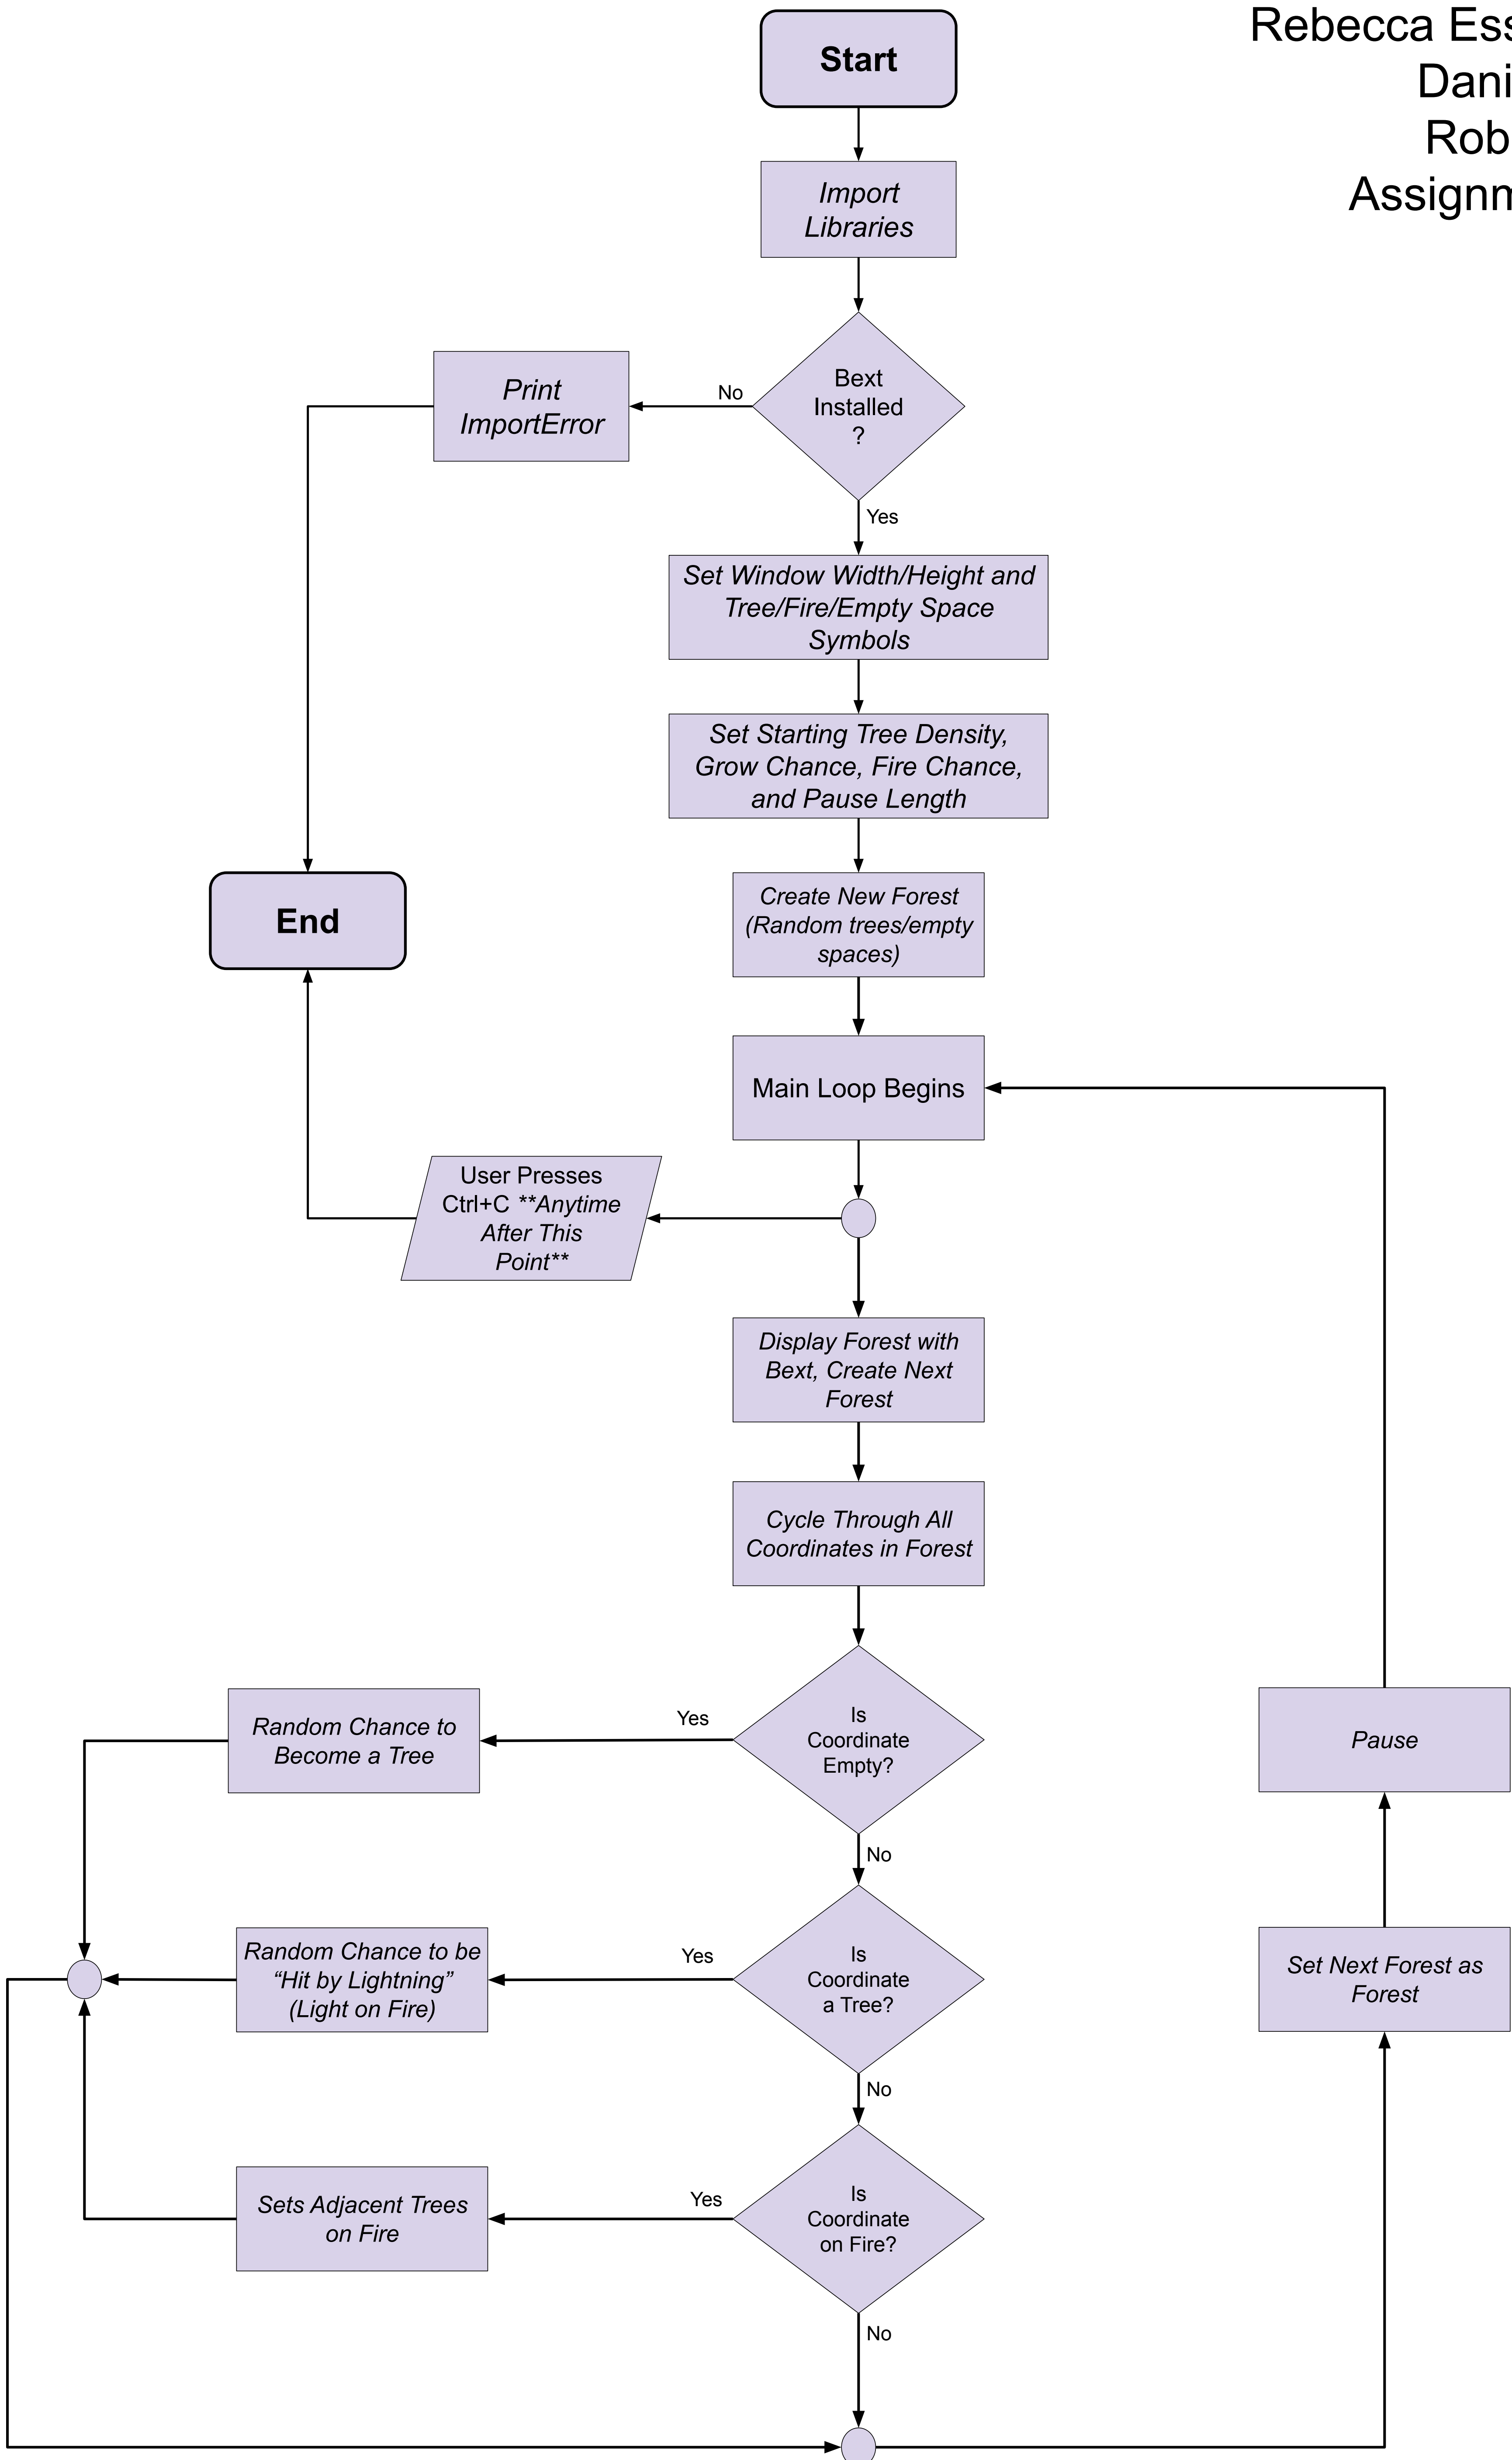 Start
Rebecca
Import
Libraries
Bext
Installed
?
No
Print
ImportError
Yes
Set Window Width/Height and
Tree/Fire/Empty Space
Symbols
Set Starting Tree Density,
Grow Chance, Fire Chance,
and Pause Length
Create New Forest
(Random trees/empty
spaces)
End
Main Loop Begins
User Presses
Ctrl+C **Anytime
After This
Point**
Display Forest with
Bext, Create Next
Forest
Cycle Through All
Coordinates in Forest
Is
Coordinate
Empty?
Yes
Random Chance to
Become a Tree
Pause
No
Is
Coordinate
a Tree?
Yes
Random Chance to be
“Hit by Lightning”
(Light on Fire)
Set Next Forest as
Forest
No
Is
Coordinate
on Fire?
Yes
Sets Adjacent Trees
on Fire
No